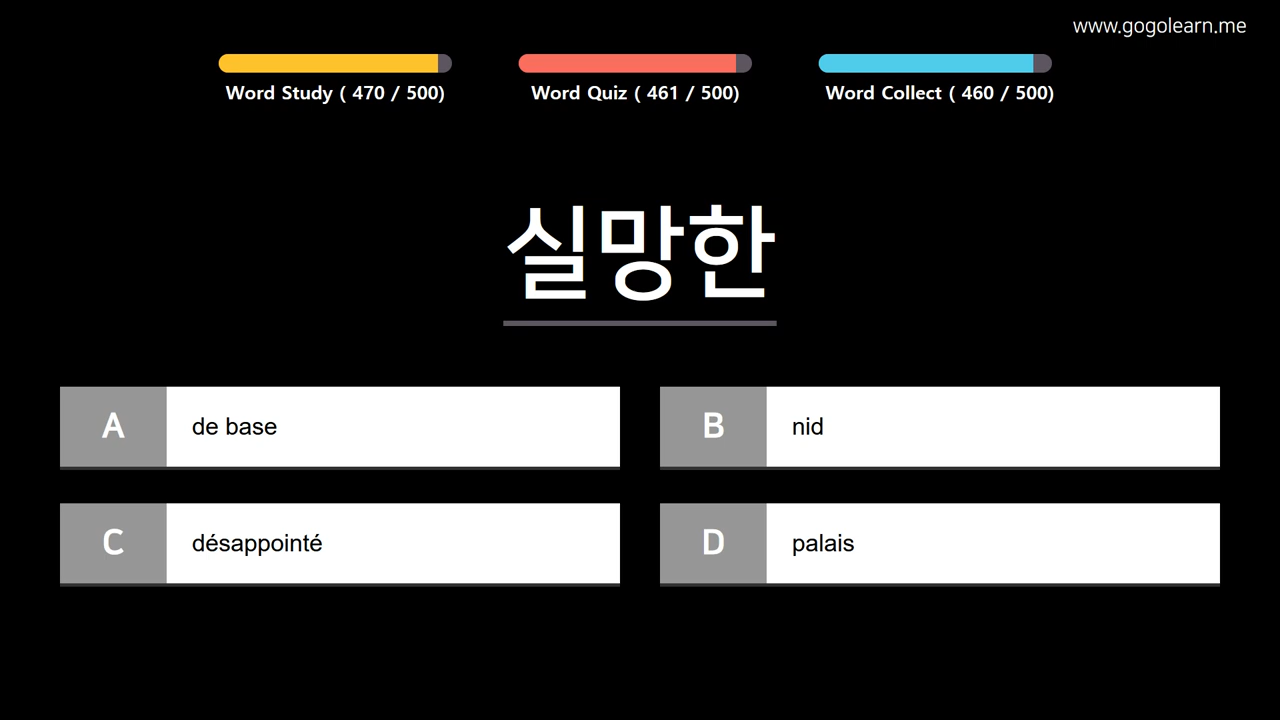 www.gogolearn.me
Word Study ( 470 / 500)
Word Quiz ( 461 / 500)
Word Collect ( 460 / 500)
실망한
A de base
B nid
C désappointé
D palais